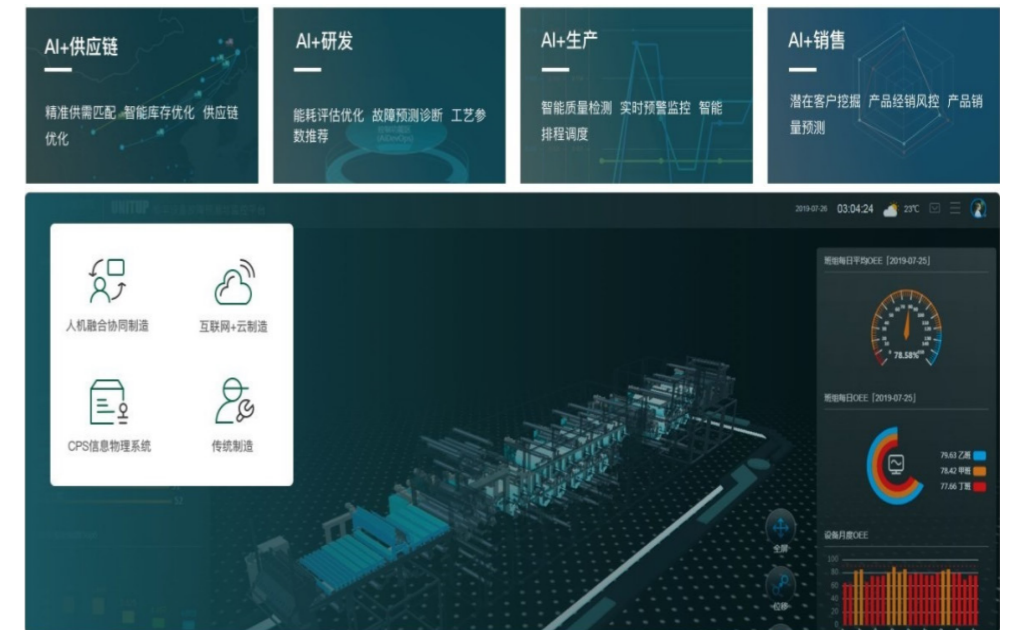 AI+供应链
精准供需匹配 智能库存优化 供应链
优化
AI+研发
能耗评估优化 故障预测诊断 工艺参
数推荐
AI+生产
智能质量检测 实时预警监控 智能
排程调度
AI+销售
潜在客户挖掘 产品经销风控 产品销
量预测
2019-07-26 03:04:24 23℃
人机融合协同制造
互联网+云制造
CPS信息物理系统
传统制造
班组每日平均OEE「2019-07-25」
78.58%
班组每日OEE「2019-07-25」
79.63 乙班
78.42 甲班
77.66 丁班
全屏
位移
设备月度OEE
100
80
60
40
20